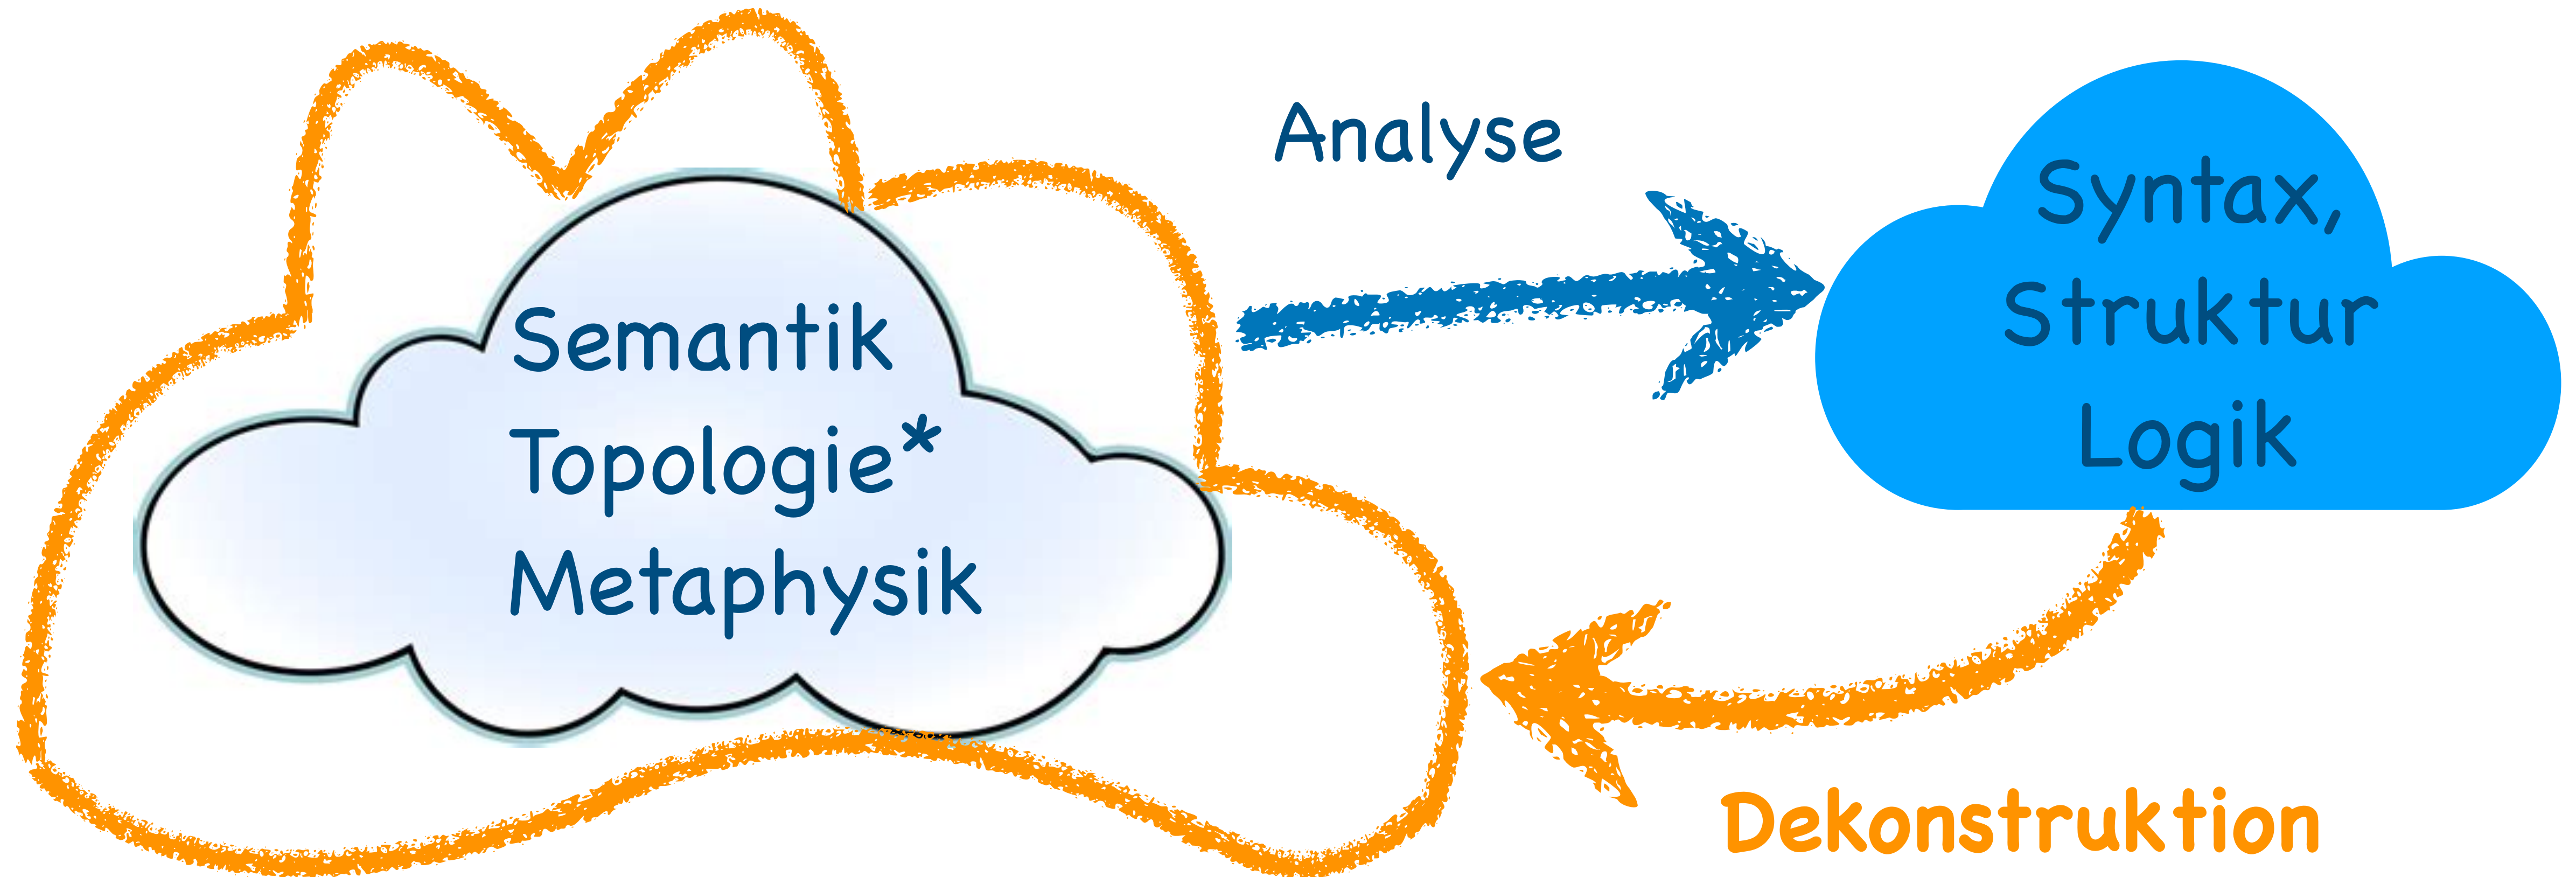 Analyse
Syntax,
Struktur
Logik
Semantik
Topologie*
Metaphysik
Dekonstruktion